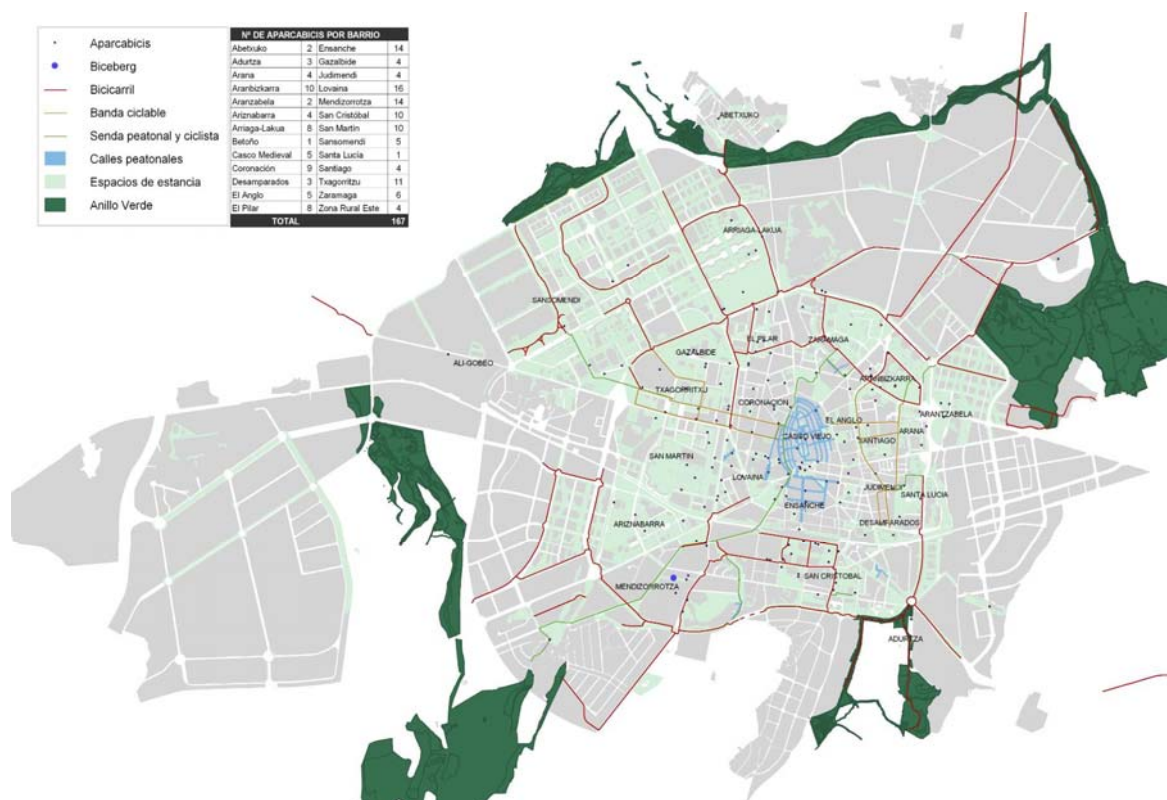 Aparcabicis
Biceberg
Bicicarril
Banda ciclable
Senda peatonal y ciclista
Calles peatonales
Espacios de estancia
Anillo Verde
Nº DE APARCABICIS POR BARRIO
Abetxuko 2 Ensanche 14
Adurtza 3 Gazalbide 4
Arana 4 Judimendi 4
Aranbizkarra 10 Lovaina 16
Aranzabela 2 Mendizorrotza 14
Ariznabarra 4 San Cristóbal 10
Arriaga-Lakua 8 San Martín 10
Betoño 1 Sansomendi 5
Casco Medieval 5 Santa Lucía 1
Coronación 9 Santiago 4
Desamparados 3 Txagorritzu 11
El Anglo 5 Zaramaga 6
El Pilar 8 Zona Rural Este 4
TOTAL 167
ABETXUKO
ARRIAGA-LAKUA
SANSOMENDI
EL PILAR
ZARAMAGA
GAZALBIDE
ALI-GOBEO
ARANBIZKARRA
TXAGORRITXU
CORONACION
ARANTZABELA
EL ANGLO
ARANA
CASCO VIEJO
SANTIAGO
SAN MARTIN
LOVAINA
JUDIMENDI
SANTA LUCIA
ENSANCHE
ARIZNABARRA
DESAMPARADOS
SAN CRISTOBAL
MENDIZORROTZA
ADURTZA